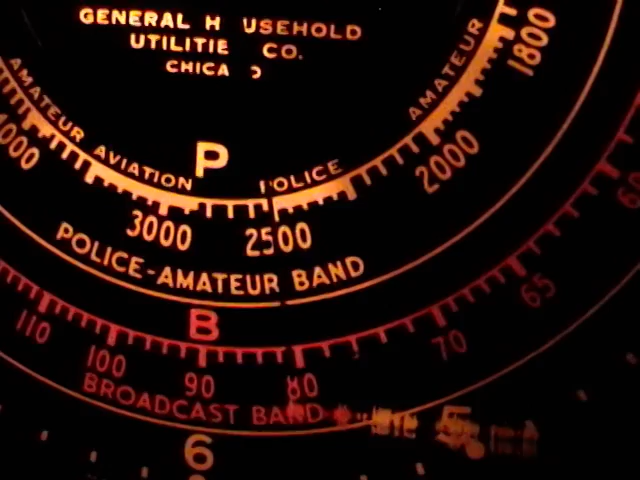 GENERAL H USEHOLD
UTILITIE CO.
CHICA
AMATEUR
1800
AMATEUR
AVIATION
P
POLICE
2000
3000
2500
POLICE-AMATEUR BAND
B
65
110
100
90
80
70
BROADCAST BAND
6